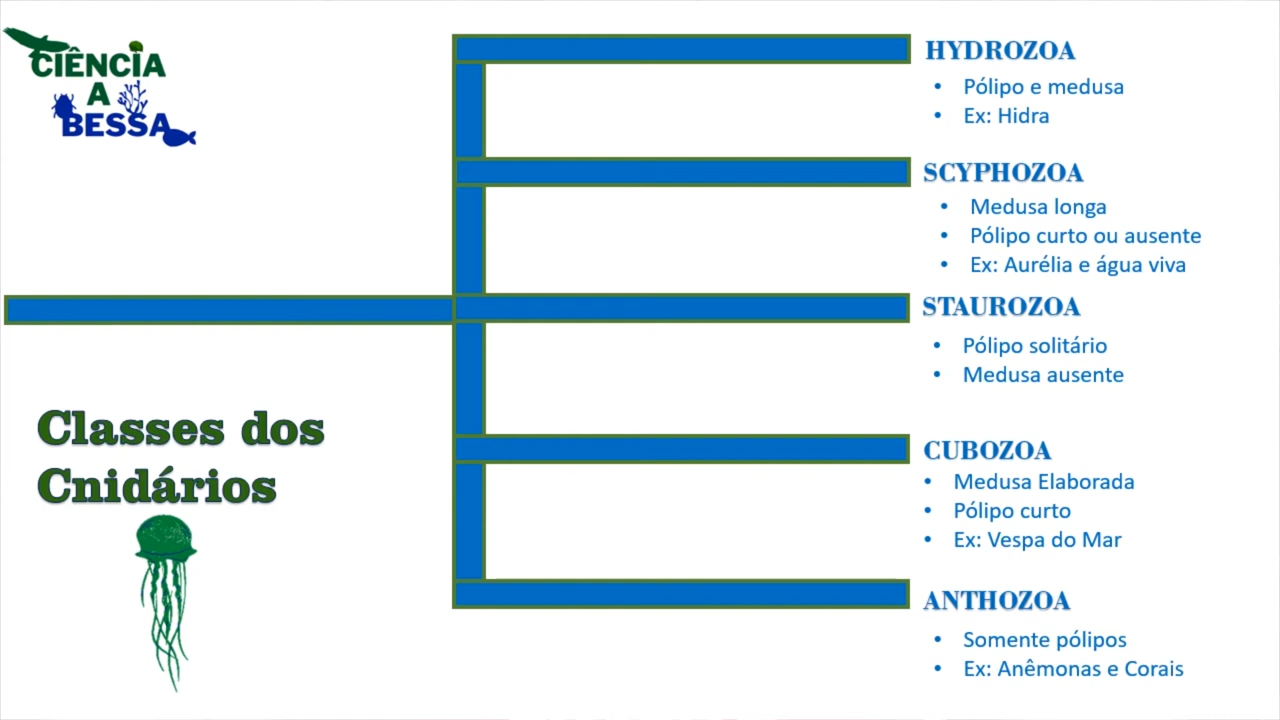 CIÊNCIA
A
BESSA
HYDROZOA
• Pólipo e medusa
• Ex: Hidra
SCYPHOZOA
• Medusa longa
• Pólipo curto ou ausente
• Ex: Aurélia e água viva
STAUROZOA
• Pólipo solitário
• Medusa ausente
Classes dos
Cnidários
CUBOZOA
• Medusa Elaborada
• Pólipo curto
• Ex: Vespa do Mar
ANTHOZOA
• Somente pólipos
• Ex: Anêmonas e Corais